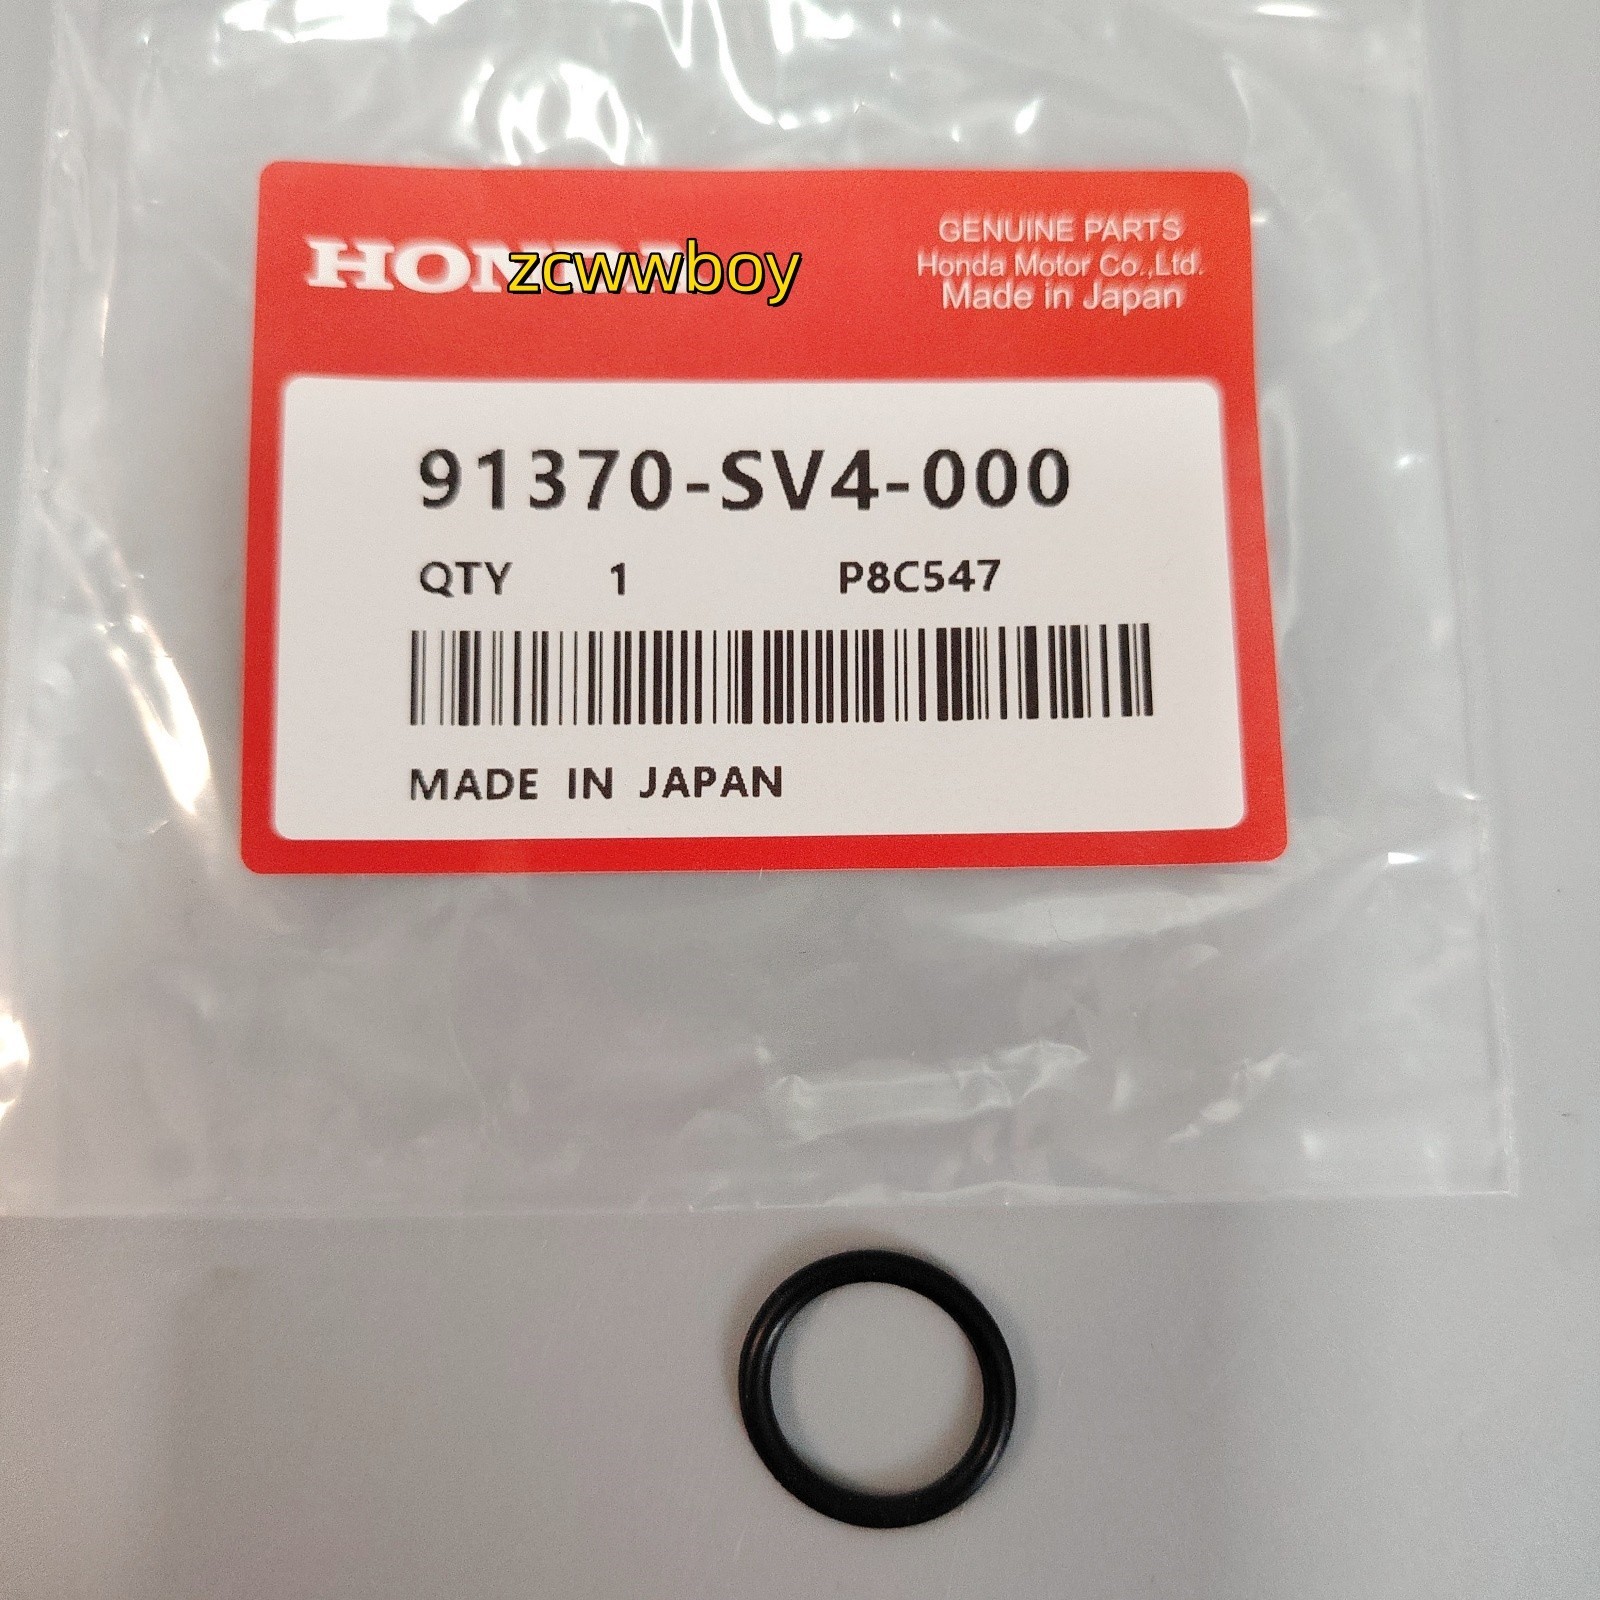 HONDA
zcwwboy
GENUINE PARTS
Honda Motor Co.,Ltd.
Made in Japan
91370-SV4-000
QTY 1 P8C547
MADE IN JAPAN